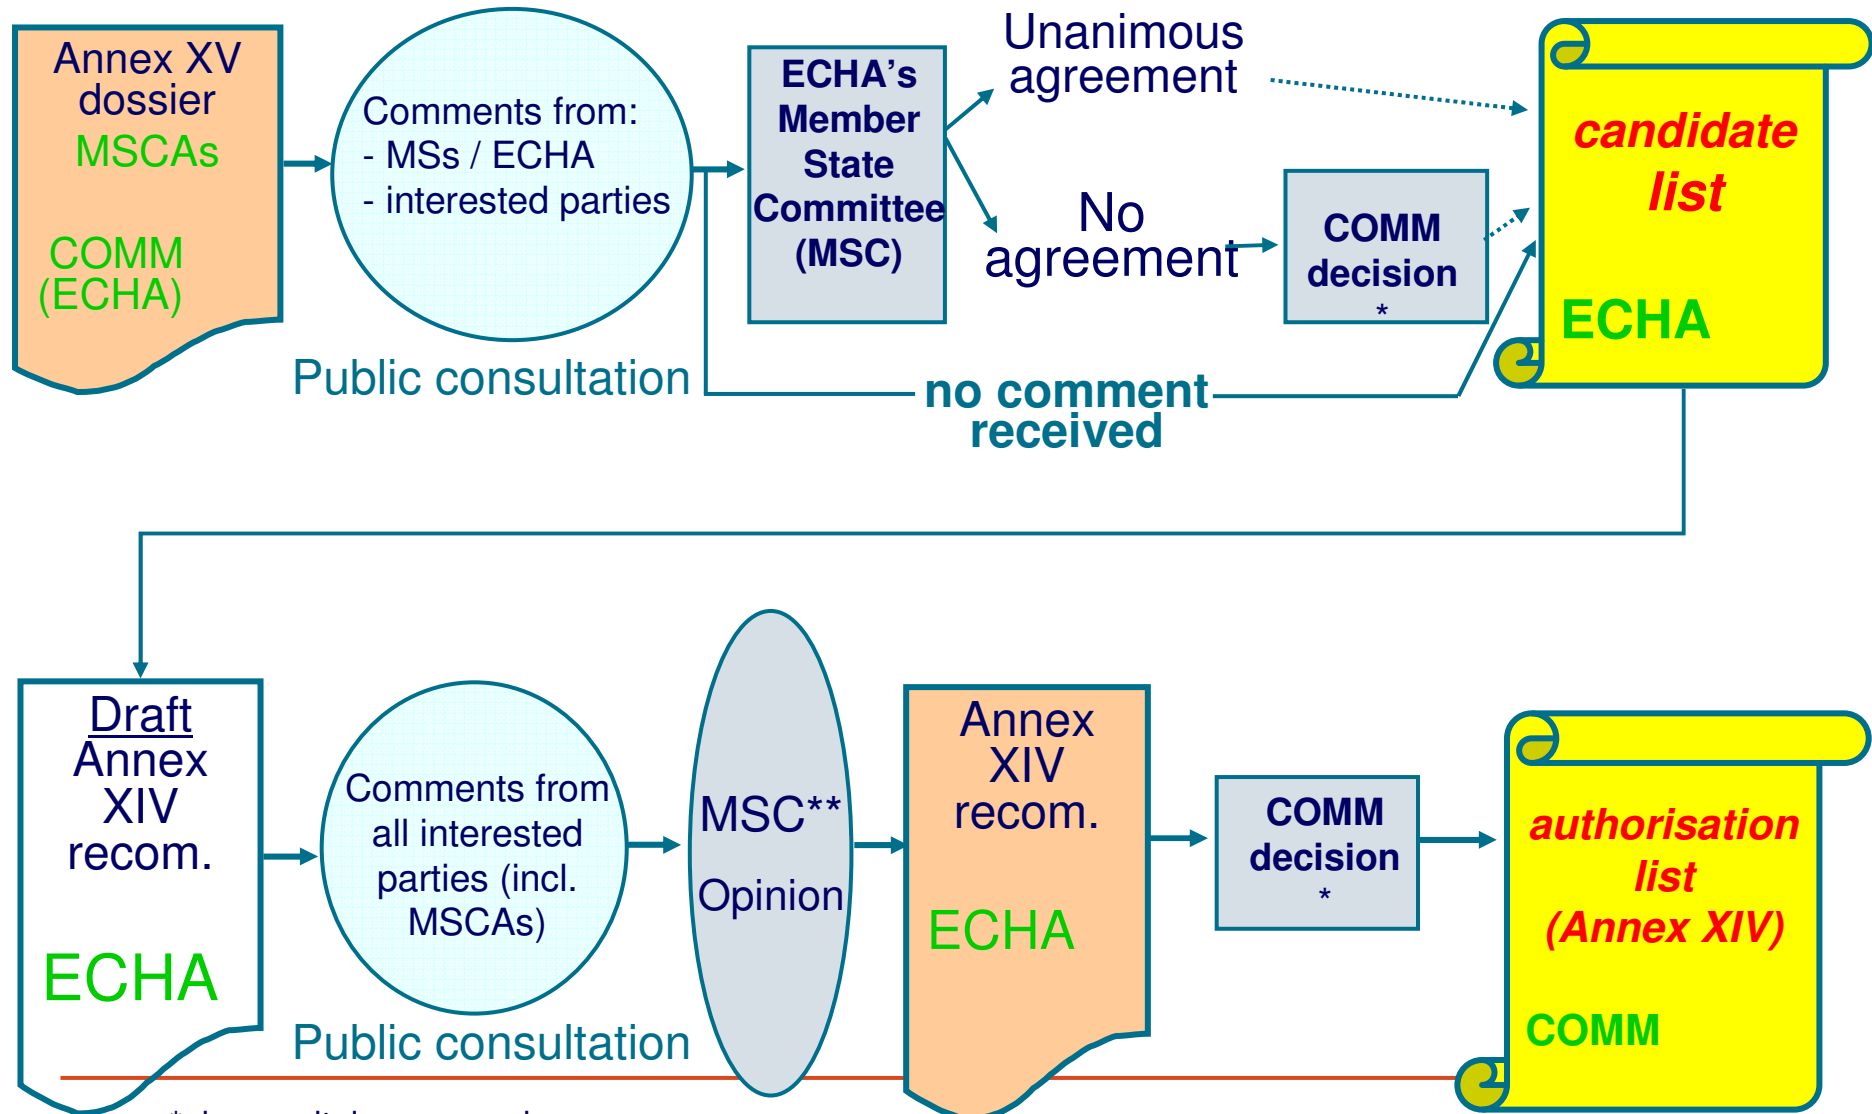 Annex XV
dossier
MSCAs
COMM
(ECHA)
Comments from:
- MSs / ECHA
- interested parties
Public consultation
ECHA's
Member
State
Committee
(MSC)
Unanimous
agreement
No
agreement
COMM
decision
*
no comment
received
candidate
list
ECHA
Draft
Annex
XIV
recom.
ECHA
Comments from
all interested
parties (incl.
MSCAs)
Public consultation
MSC**
Opinion
Annex
XIV
recom.
ECHA
COMM
decision
*
authorisation
list
(Annex XIV)
COMM